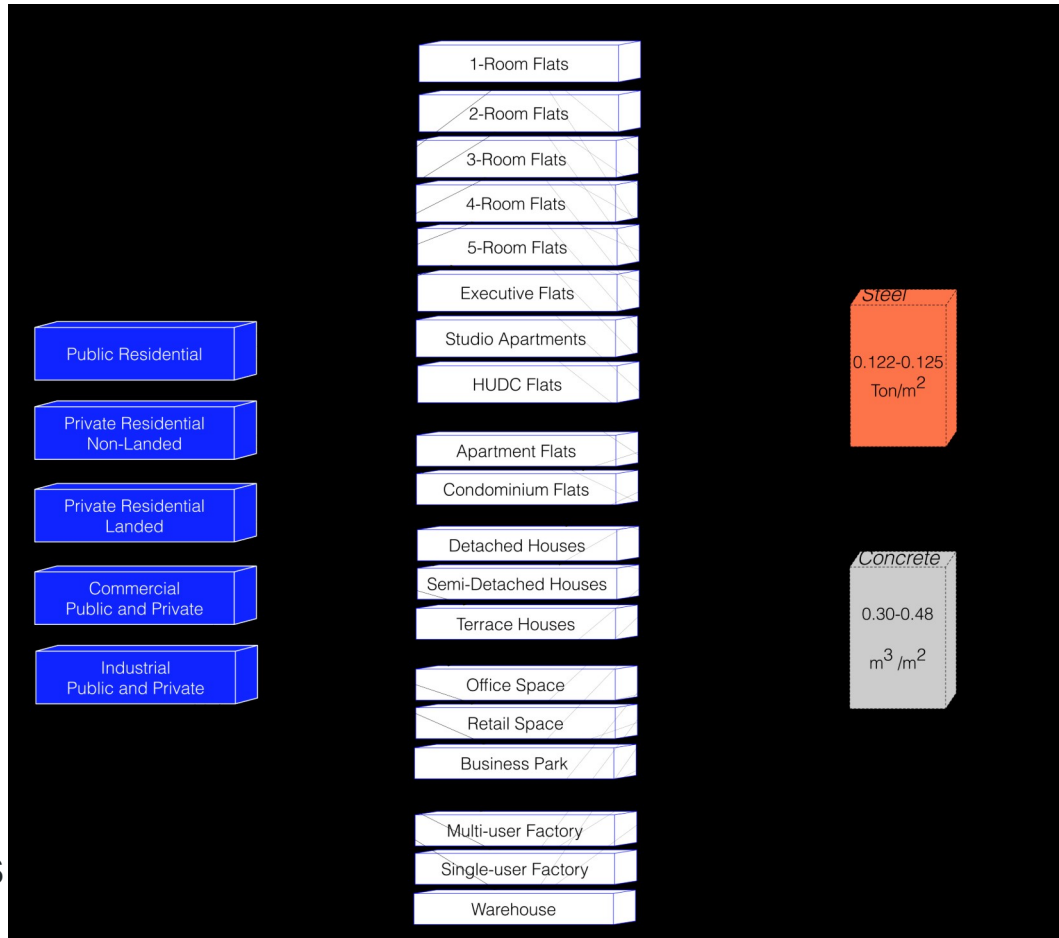 Public Residential
Private Residential
Non-Landed
Private Residential
Landed
Commercial
Public and Private
Industrial
Public and Private
1-Room Flats
2-Room Flats
3-Room Flats
4-Room Flats
5-Room Flats
Executive Flats
Studio Apartments
HUDC Flats
Apartment Flats
Condominium Flats
Detached Houses
Semi-Detached Houses
Terrace Houses
Office Space
Retail Space
Business Park
Multi-user Factory
Single-user Factory
Warehouse
Steel
0.122-0.125
Ton/m²
Concrete
0.30-0.48
m³ /m²